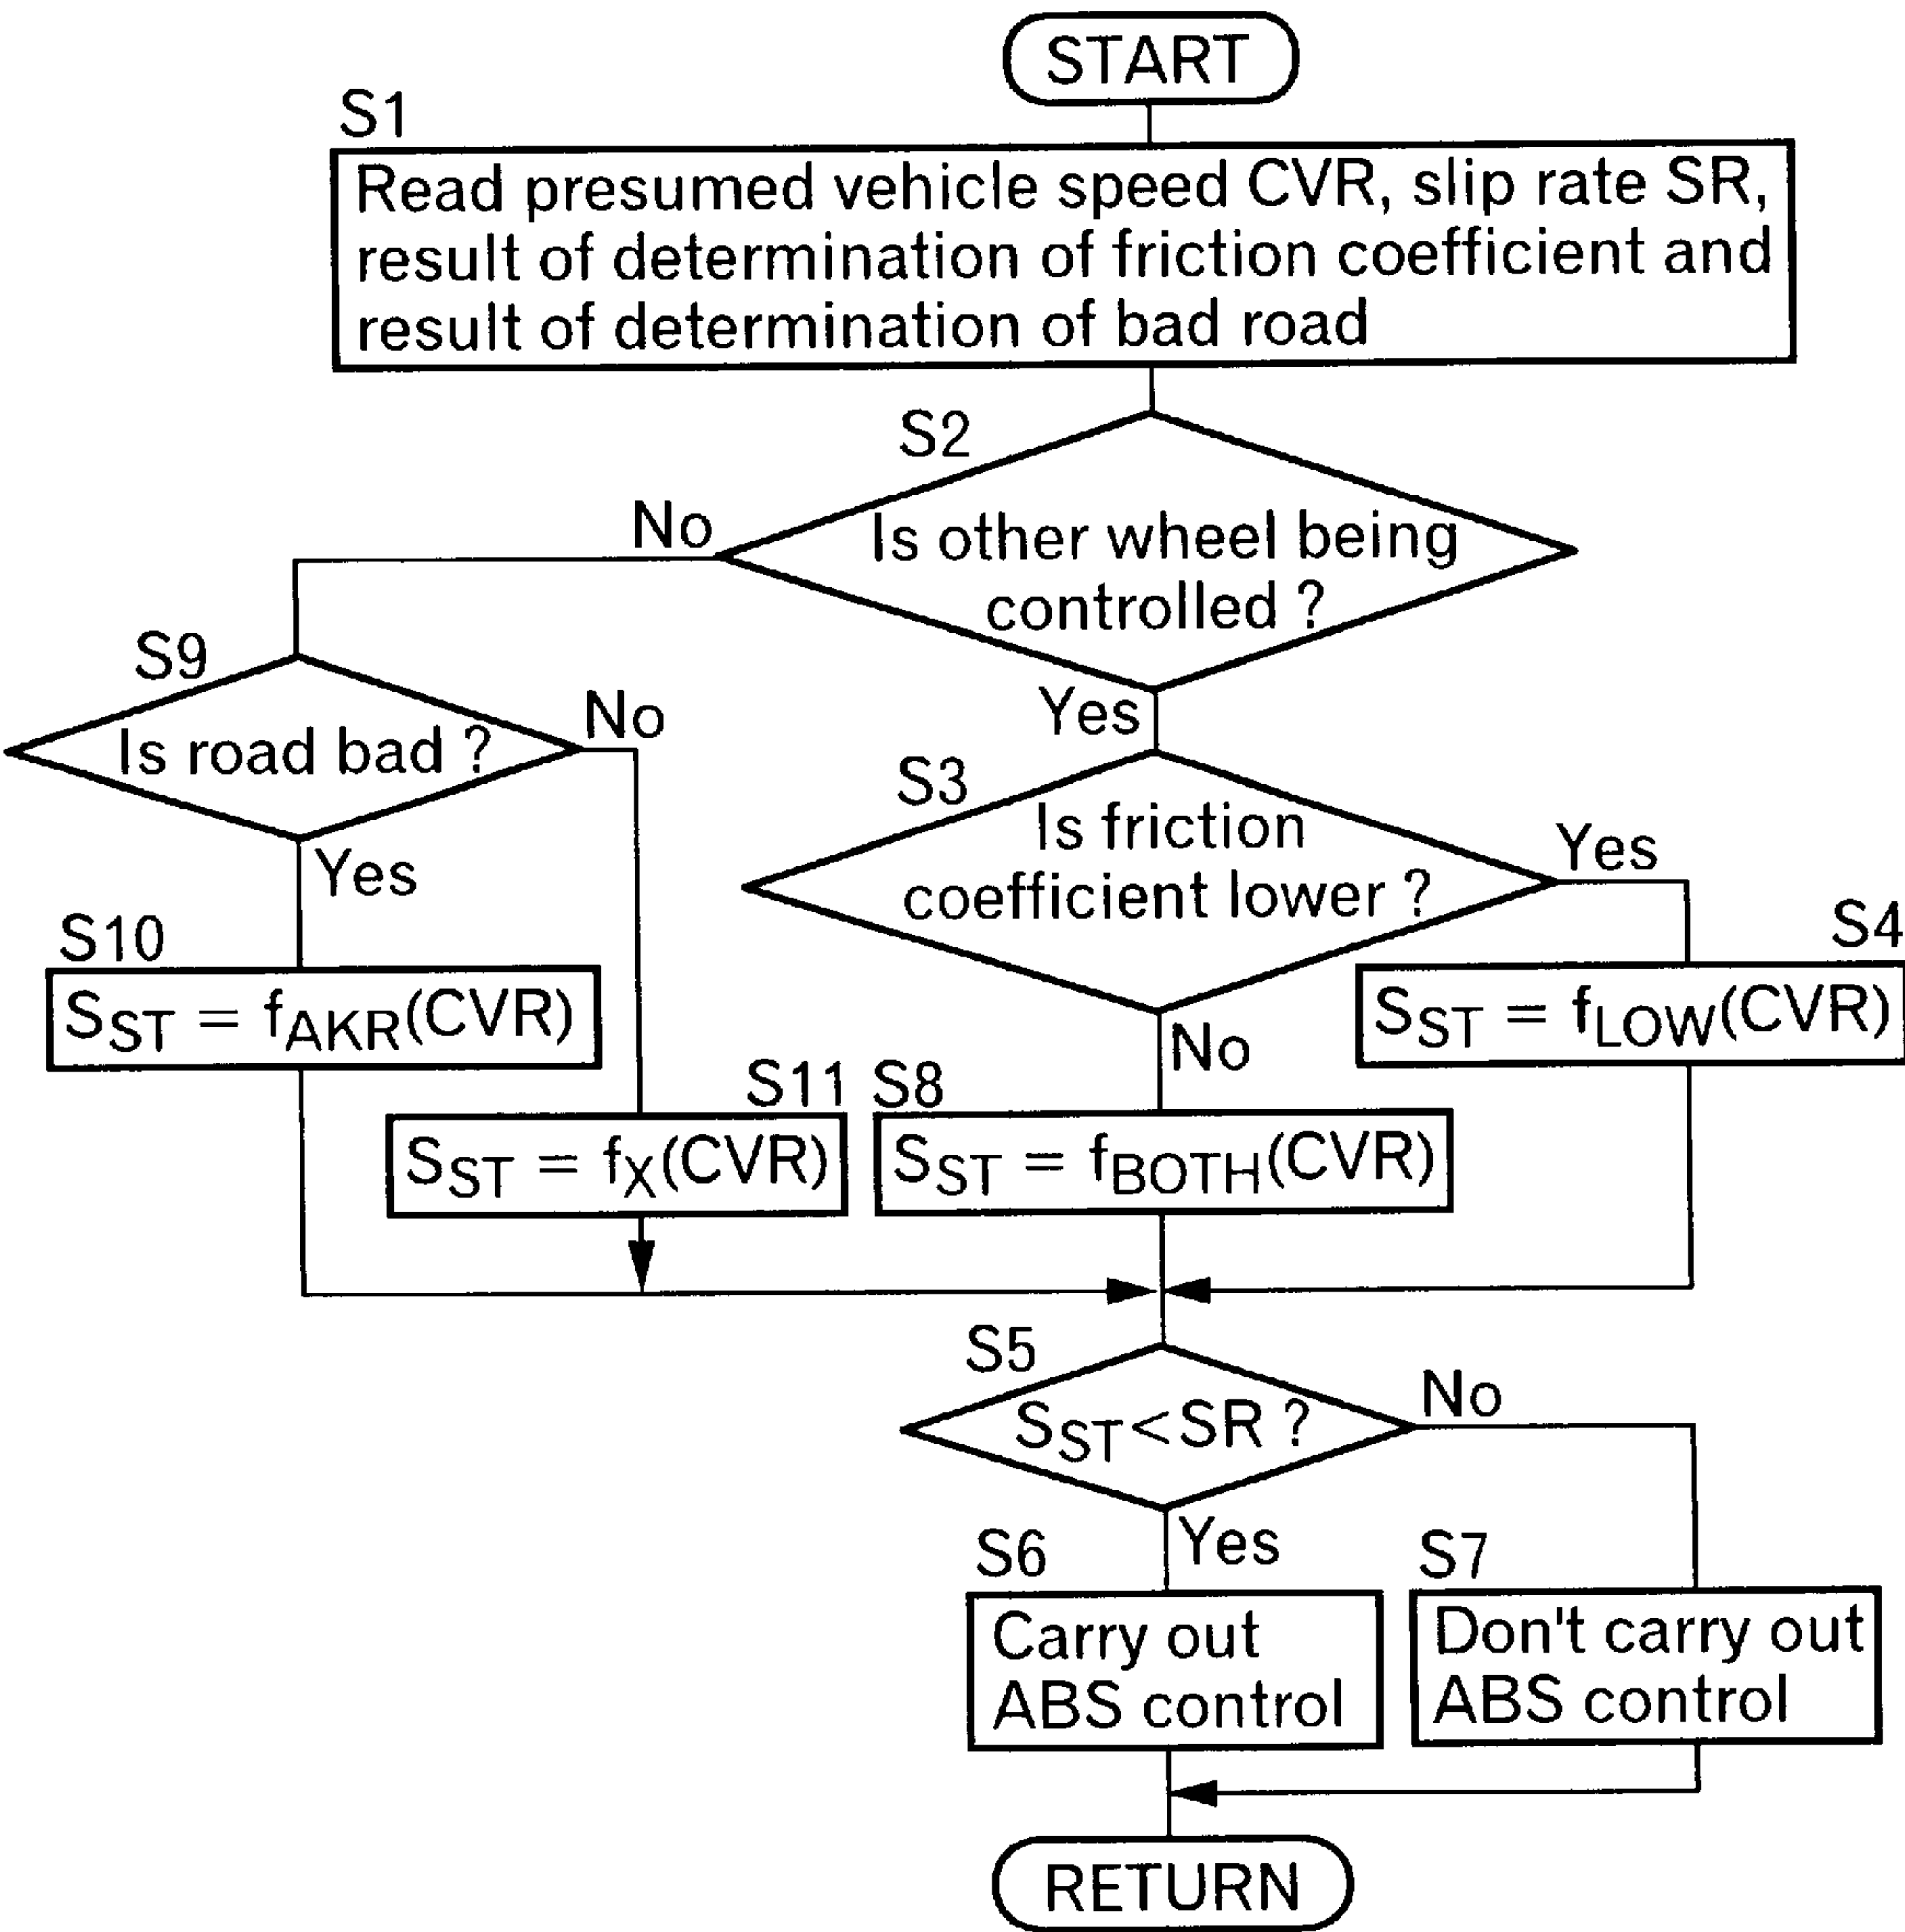 START
S1
Read presumed vehicle speed CVR, slip rate SR,
result of determination of friction coefficient and
result of determination of bad road
S2
No
Is other wheel being
controlled ?
S9
Yes
No
Is road bad ?
S3
Is friction
coefficient lower ?
Yes
Yes
S10
S4
SST = fAKR(CVR)
SST = fLOW(CVR)
No
S11
S8
SST = fX(CVR)
SST = fBOTH(CVR)
S5
No
SST<SR ?
Yes
S6
S7
Carry out
ABS control
Don't carry out
ABS control
RETURN